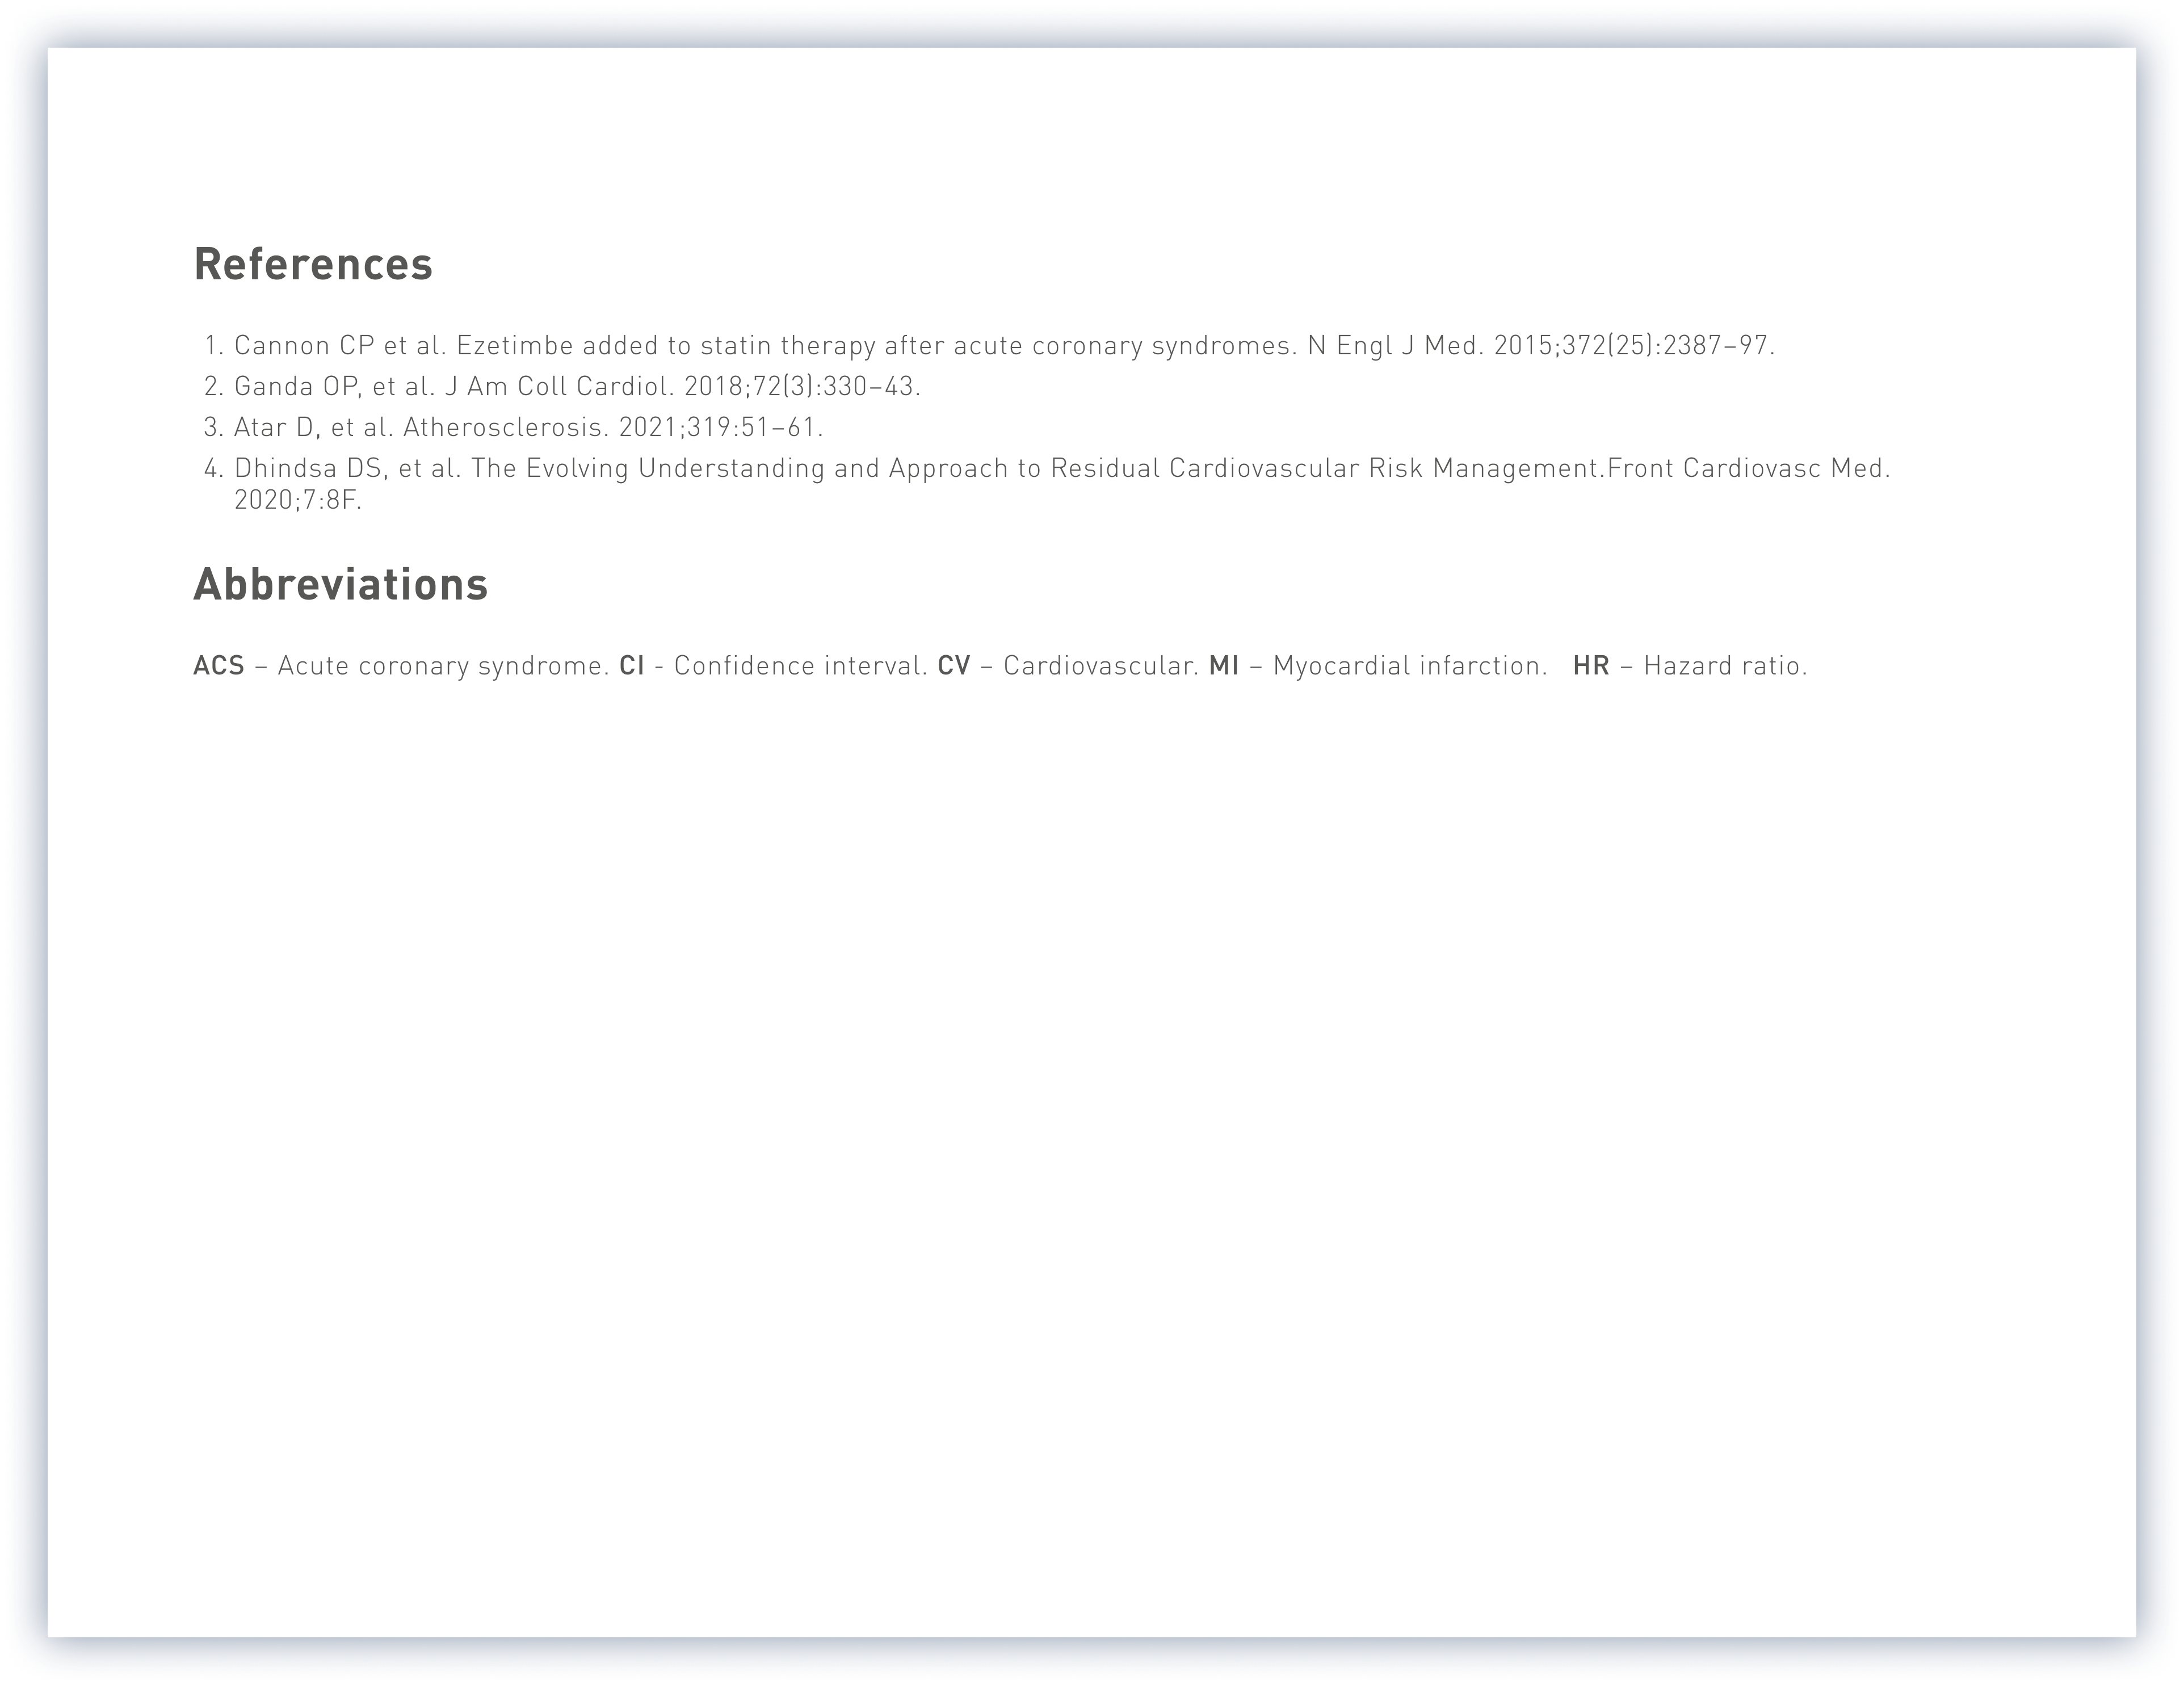 References
1. Cannon CP et al. Ezetimbe added to statin therapy after acute coronary syndromes. N Engl J Med. 2015;372(25):2387–97.
2. Ganda OP, et al. J Am Coll Cardiol. 2018;72(3):330–43.
3. Atar D, et al. Atherosclerosis. 2021;319:51–61.
4. Dhindsa DS, et al. The Evolving Understanding and Approach to Residual Cardiovascular Risk Management.Front Cardiovasc Med.
2020;7:8F.
Abbreviations
ACS – Acute coronary syndrome. CI - Confidence interval. CV – Cardiovascular. MI – Myocardial infarction. HR – Hazard ratio.